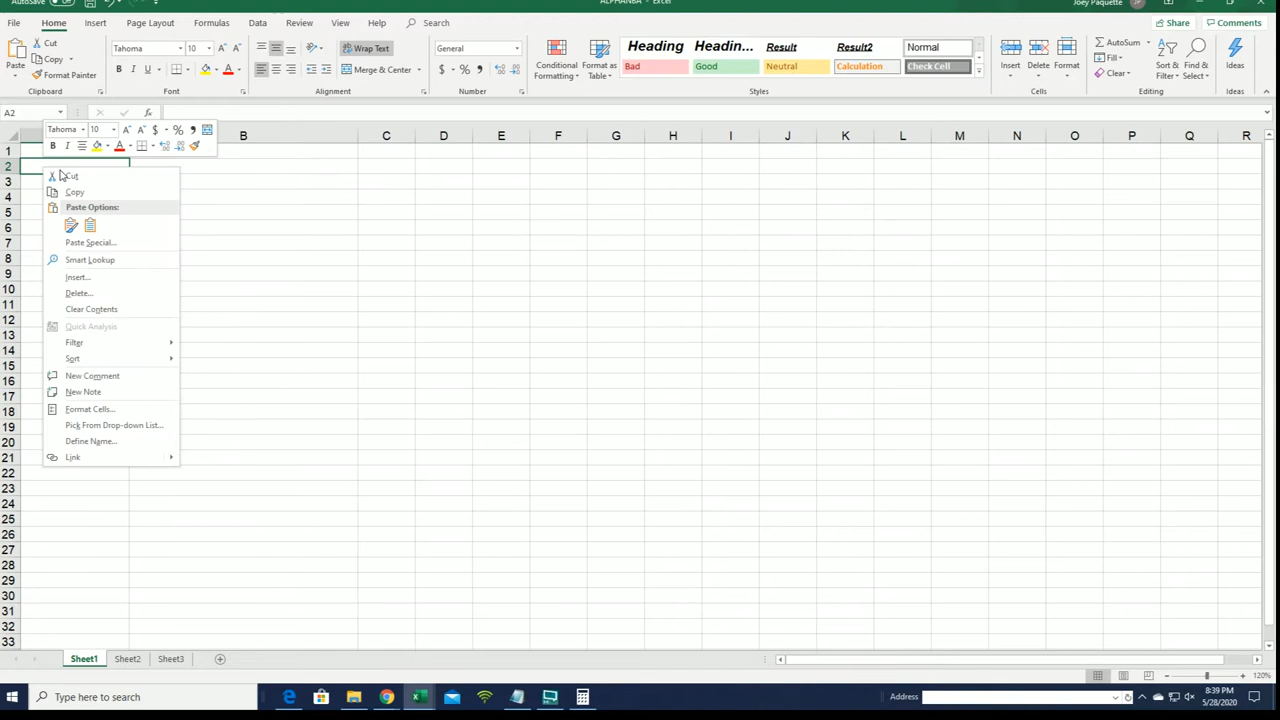 AutoSave Off ALPHANBA - Excel Joey Paquette JP
File Home Insert Page Layout Formulas Data Review View Help Search Share Comments
Paste Cut Copy Format Painter Clipboard
Tahoma 10 B I U A Font
Wrap Text Merge & Center Alignment
General $ % , Number
Conditional Formatting Format as Table
Heading Headin... Result Result2 Normal
Bad Good Neutral Calculation Check Cell
Styles
Insert Delete Format Cells
AutoSum Fill Clear Sort & Filter Find & Select Editing
Ideas Ideas
A2 fx
Tahoma 10 A A $ % ,
B I A
A B C D E F G H I J K L M N O P Q R
1
2
3
4
5
6
7
8
9
10
11
12
13
14
15
16
17
18
19
20
21
22
23
24
25
26
27
28
29
30
31
32
33
Cut
Copy
Paste Options:
Paste Special...
Smart Lookup
Insert...
Delete...
Clear Contents
Quick Analysis
Filter
Sort
New Comment
New Note
Format Cells...
Pick From Drop-down List...
Define Name...
Link
Sheet1 Sheet2 Sheet3
120%
Type here to search Address 8:39 PM
5/28/2020